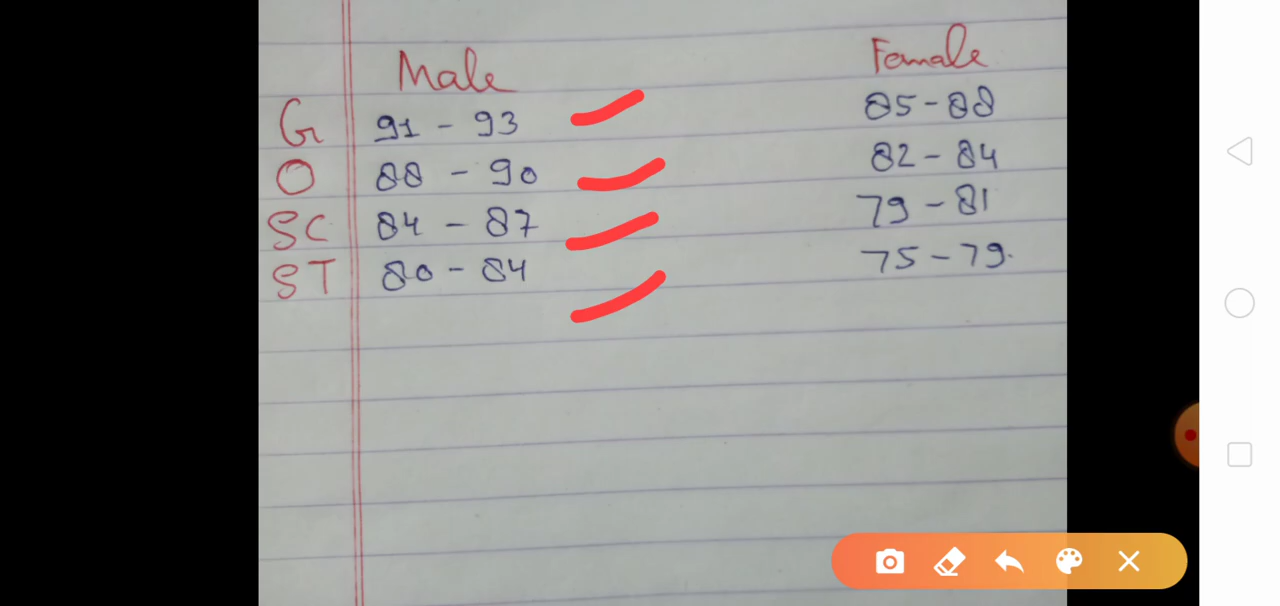 Male Female
G 91 - 93 85 - 88
O 88 - 90 82 - 84
SC 84 - 87 79 - 81
ST 80 - 84 75 - 79.